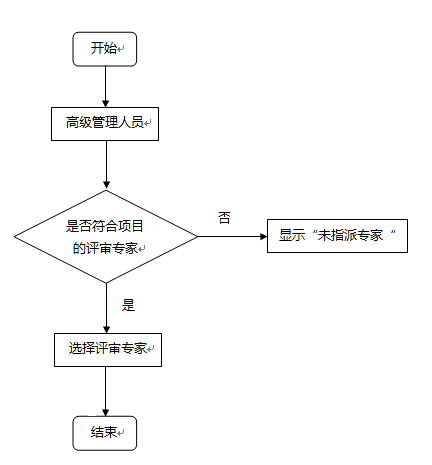 开始
高级管理人员
是否符合项目
的评审专家
否
显示“未指派专家 “
是
选择评审专家
结束